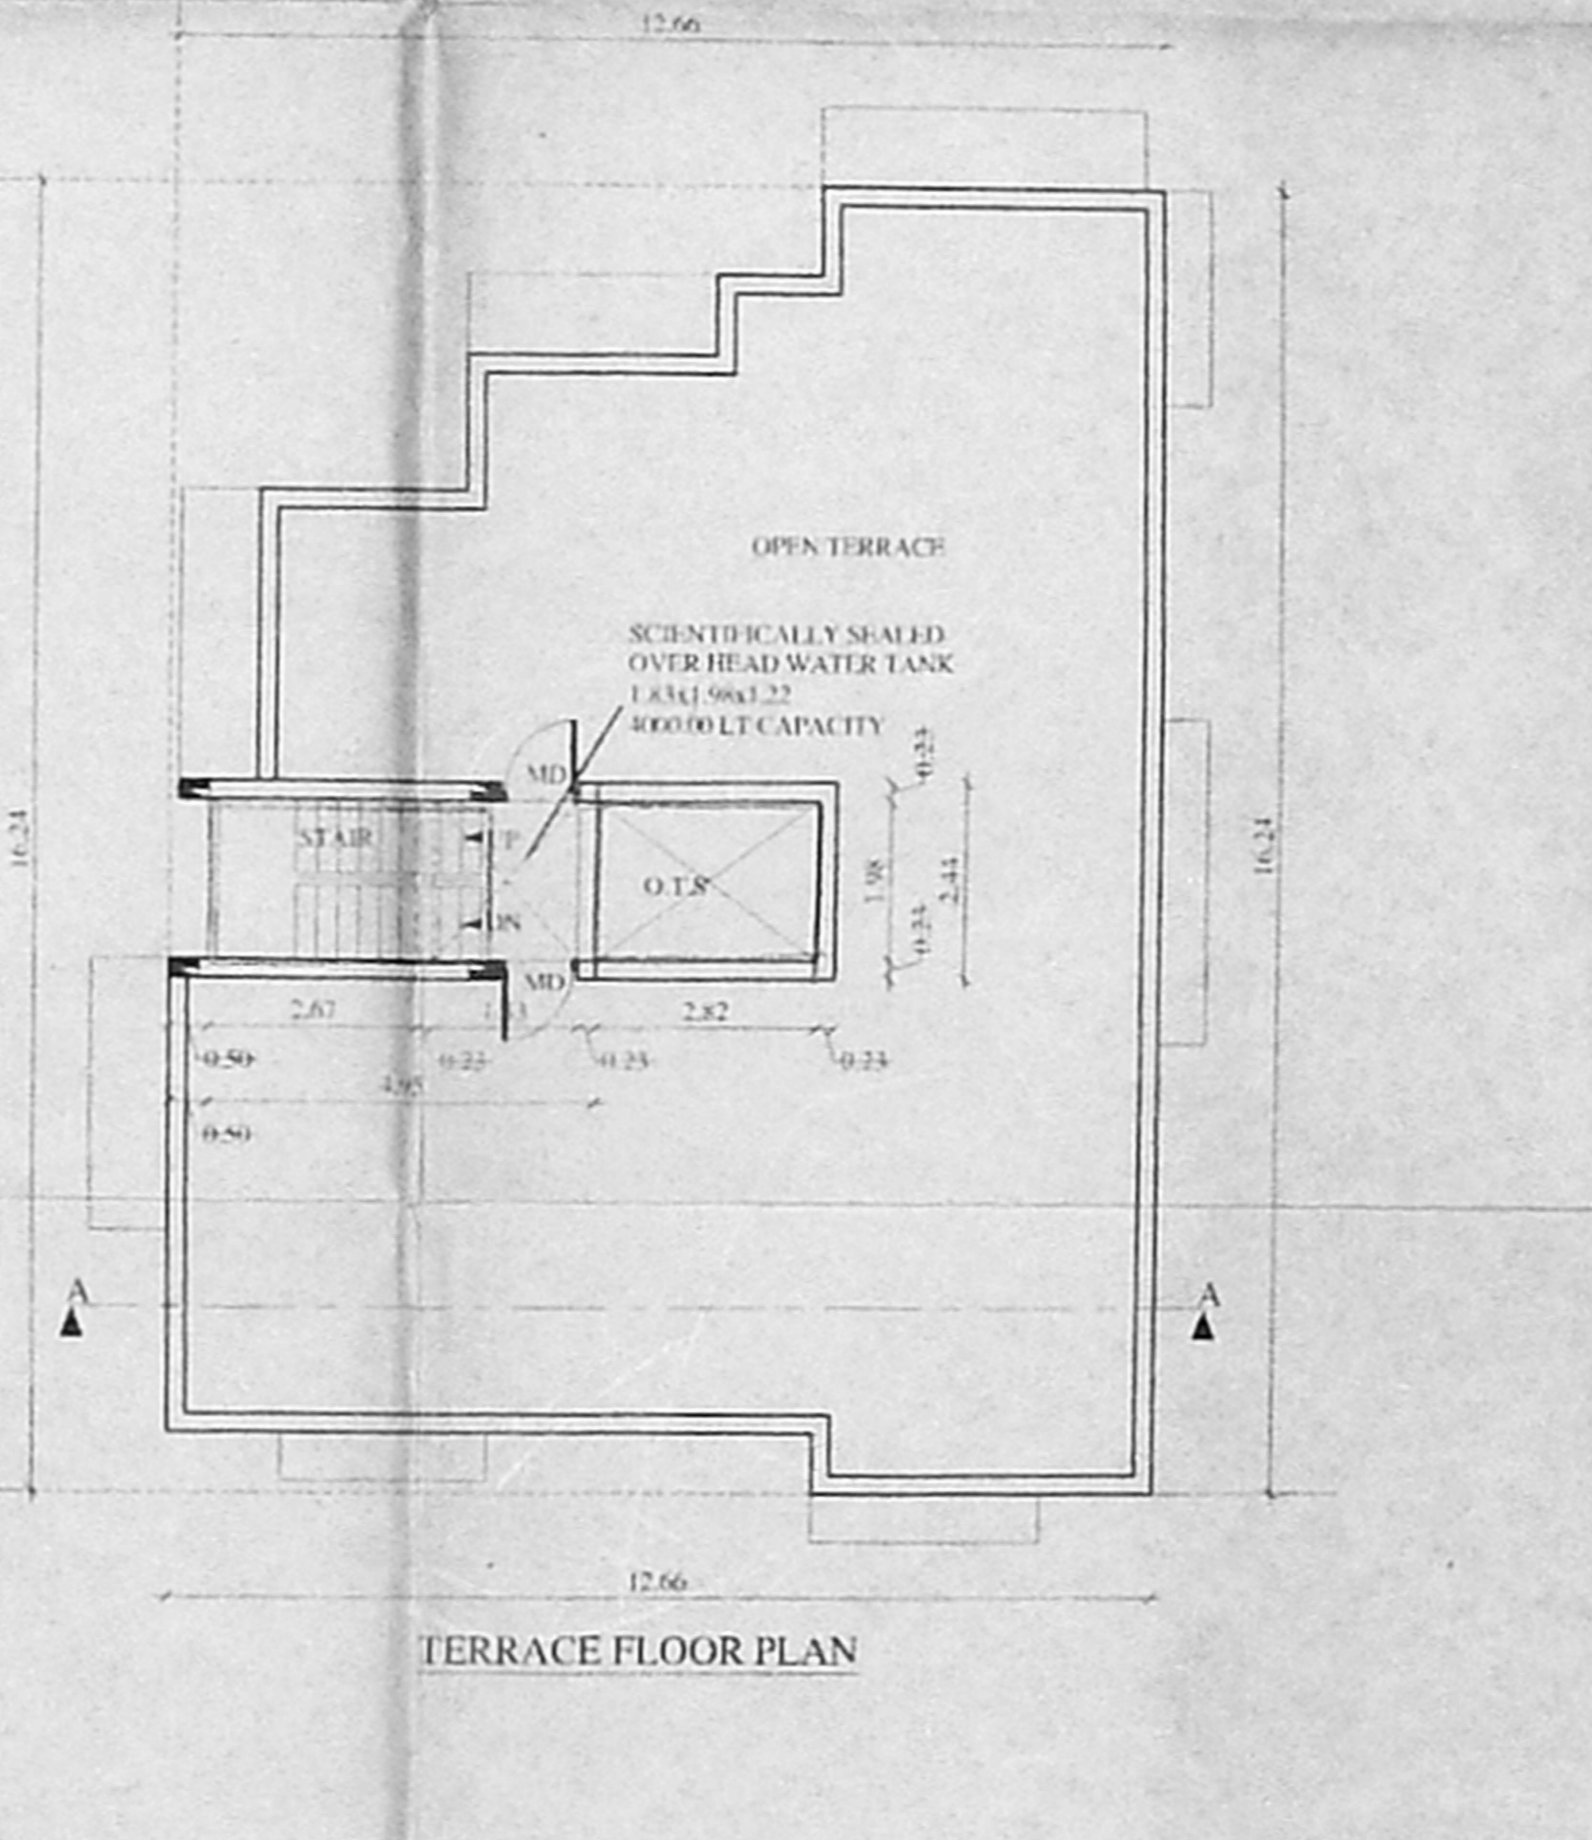 12.66
OPEN TERRACE
SCIENTIFICALLY SEALED
OVER HEAD WATER TANK
1.83x1.98x1.22
4000.00 LT CAPACITY
0.23
MD
16.24
STAIR
O.T.S
1.98
2.44
16.24
DN
0.23
MD
2.67
2.82
0.50
0.23
0.23
0.23
4.95
0.50
A
A
12.66
TERRACE FLOOR PLAN